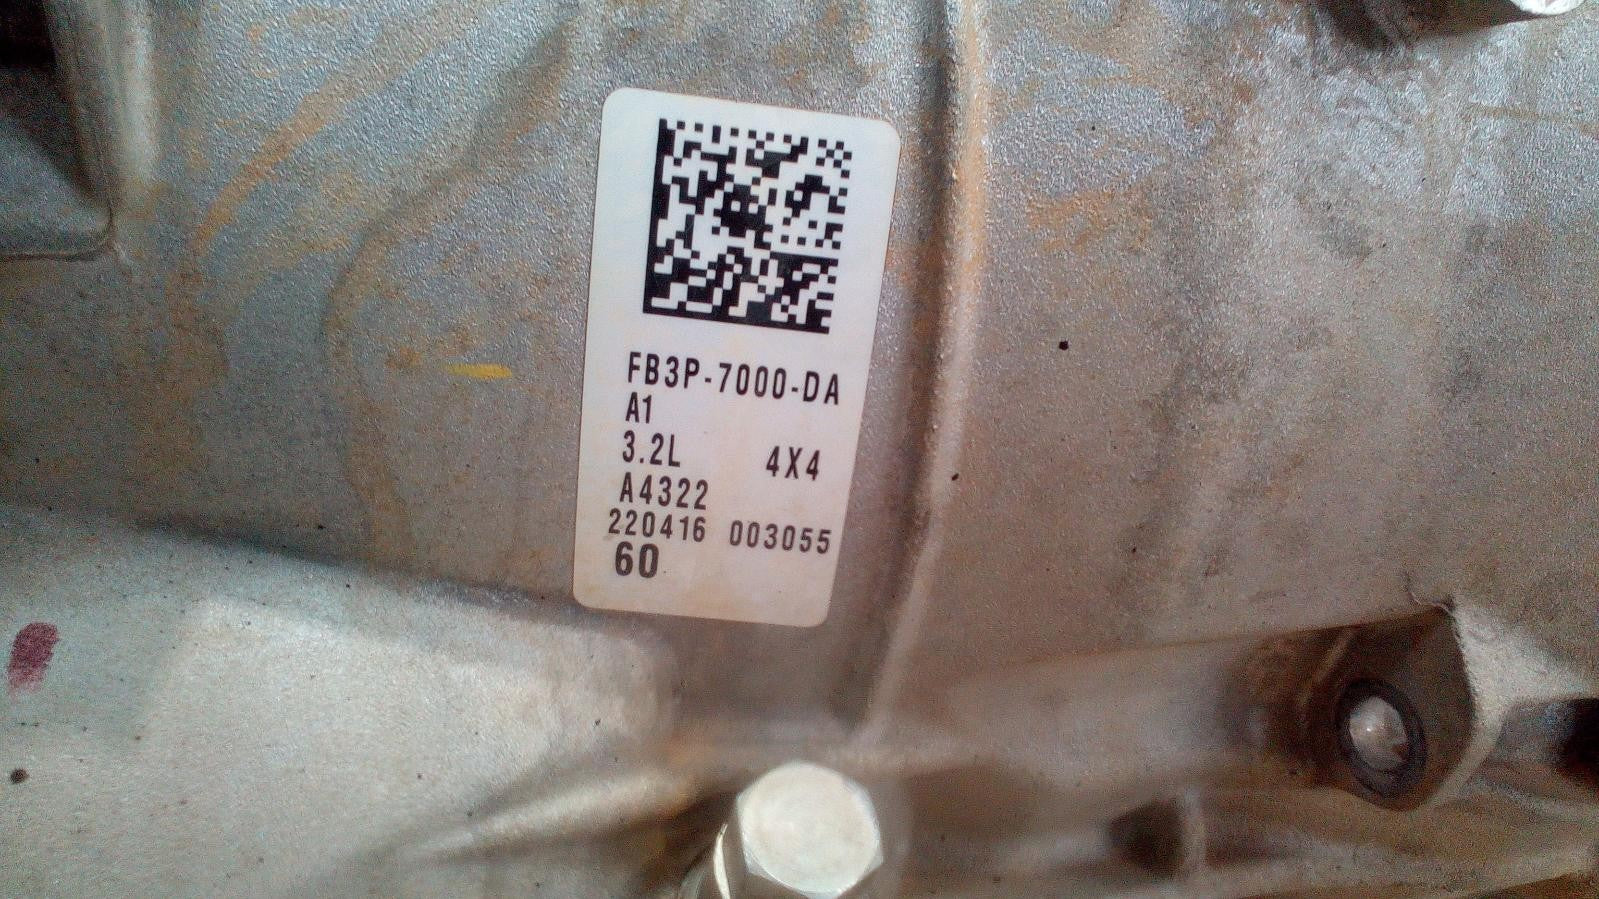 FB3P-7000-DA
A1
3.2L 4X4
A4322
220416 003055
60